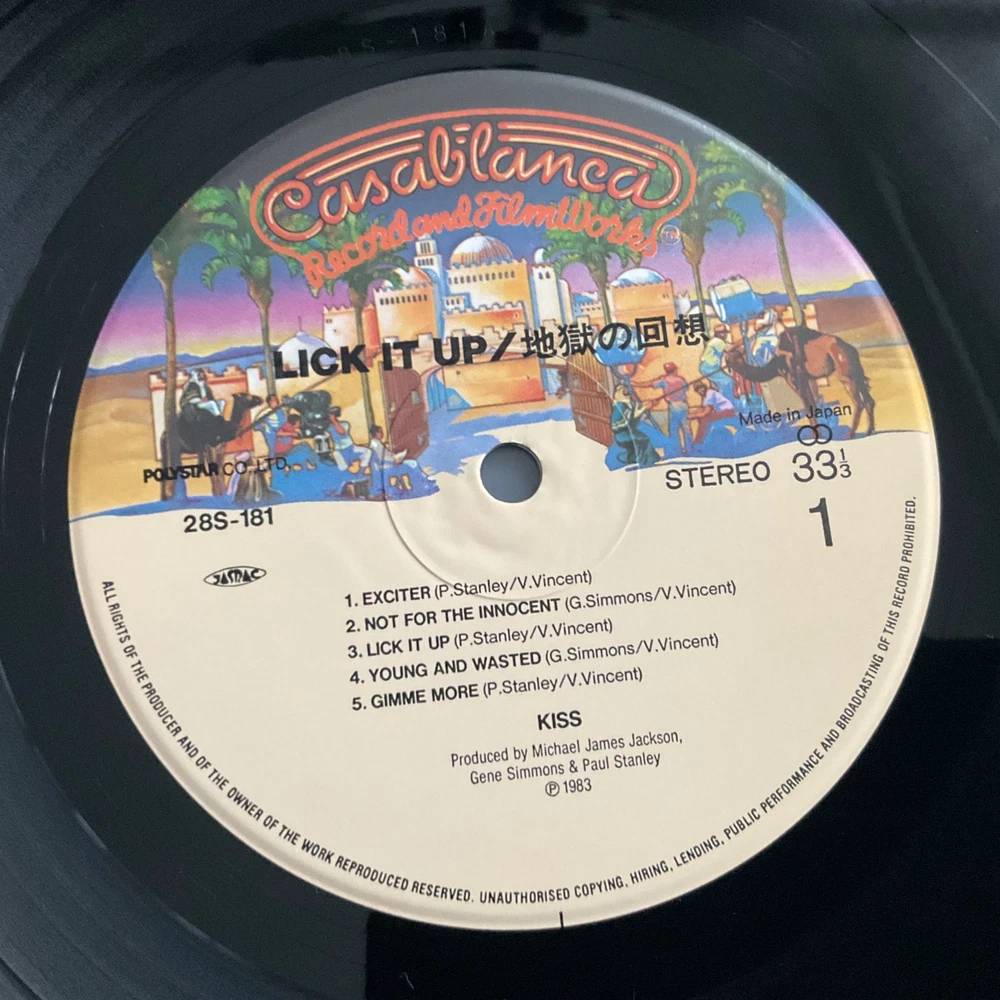 8S-181
Casablanca
Record and FilmWorks
TM
LICK IT UP/地獄の回想
Made in Japan
POLYSTAR CO.,LTD.
STEREO 33⅓
28S-181
1
JASRAC
1. EXCITER (P.Stanley/V.Vincent)
2. NOT FOR THE INNOCENT (G.Simmons/V.Vincent)
3. LICK IT UP (P.Stanley/V.Vincent)
4. YOUNG AND WASTED (G.Simmons/V.Vincent)
5. GIMME MORE (P.Stanley/V.Vincent)
KISS
Produced by Michael James Jackson,
Gene Simmons & Paul Stanley
℗1983
ALL RIGHTS OF THE PRODUCER AND OF THE OWNER OF THE WORK REPRODUCED RESERVED. UNAUTHORISED COPYING, HIRING, LENDING, PUBLIC PERFORMANCE AND BROADCASTING OF THIS RECORD PROHIBITED.